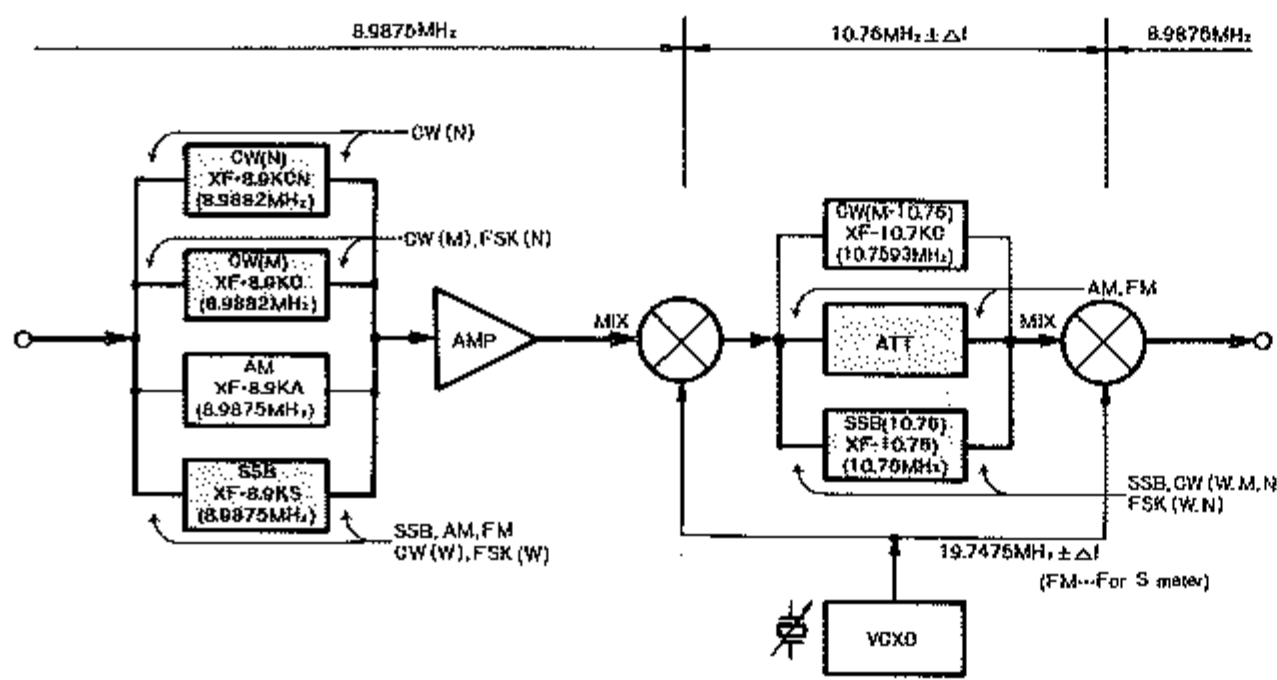 8.9875MHz
10.76MHz ± △f
8.9875MHz
CW(N)
CW(N)
XF-8.9KCN
(8.9882MHz)
CW(M), FSK(N)
CW(M)
XF-8.9KC
(8.9882MHz)
AM
XF-8.9KA
(8.9875MHz)
SSB
XF-8.9KS
(8.9875MHz)
SSB, AM, FM
CW(W), FSK(W)
AMP
MIX
CW(M-10.76)
XF-10.7KC
(10.7593MHz)
AM, FM
ATT
MIX
SSB(10.76)
XF-10.76)
(10.76MHz)
SSB, CW (W. M, N
FSK (W.N)
19.7475MHz ± △f
(FM···For S meter)
VCXO